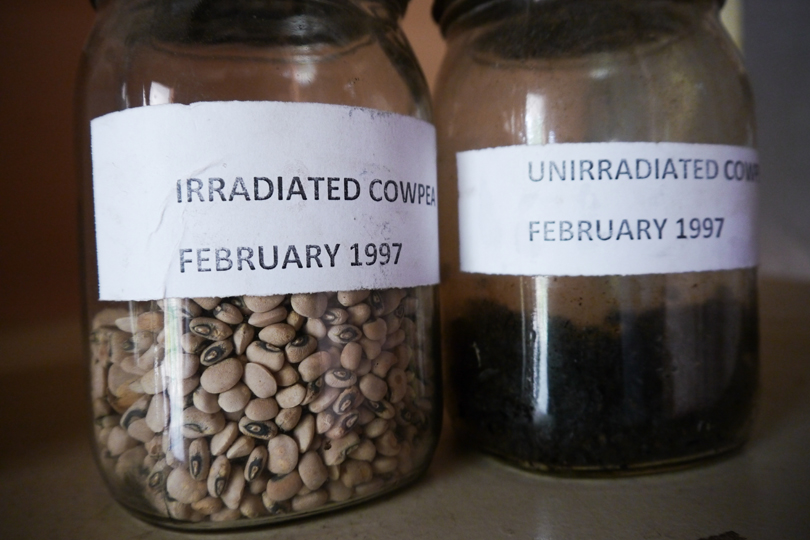 IRRADIATED COWPEA
FEBRUARY 1997
UNIRRADIATED COWP
FEBRUARY 1997